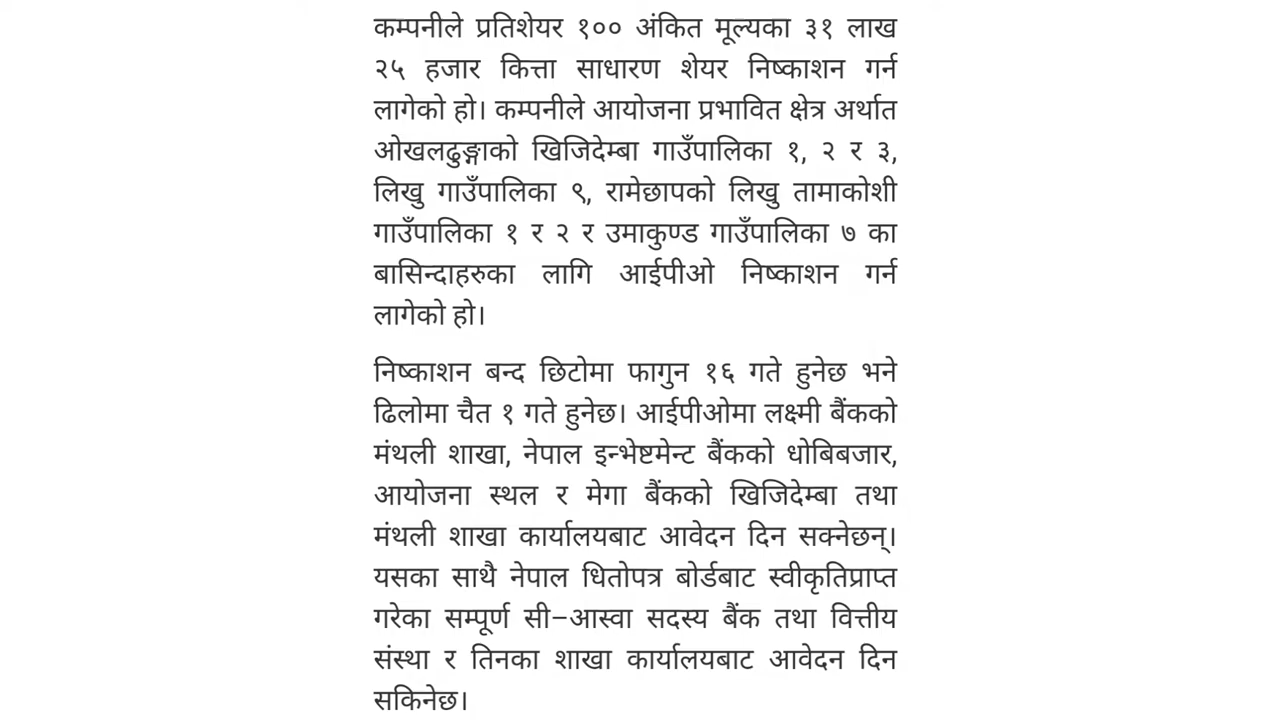 कम्पनीले प्रतिशेयर १०० अंकित मूल्यका ३१ लाख
२५ हजार कित्ता साधारण शेयर निष्काशन गर्न
लागेको हो। कम्पनीले आयोजना प्रभावित क्षेत्र अर्थात
ओखलढुङ्गाको खिजिदेम्बा गाउँपालिका १, २ र ३,
लिखु गाउँपालिका ९, रामेछापको लिखु तामाकोशी
गाउँपालिका १ र २ र उमाकुण्ड गाउँपालिका ७ का
बासिन्दाहरुका लागि आईपीओ निष्काशन गर्न
लागेको हो।
निष्काशन बन्द छिटोमा फागुन १६ गते हुनेछ भने
ढिलोमा चैत १ गते हुनेछ। आईपीओमा लक्ष्मी बैंकको
मंथली शाखा, नेपाल इन्भेष्टमेन्ट बैंकको धोबिबजार,
आयोजना स्थल र मेगा बैंकको खिजिदेम्बा तथा
मंथली शाखा कार्यालयबाट आवेदन दिन सक्नेछन्।
यसका साथै नेपाल धितोपत्र बोर्डबाट स्वीकृतिप्राप्त
गरेका सम्पूर्ण सी–आस्वा सदस्य बैंक तथा वित्तीय
संस्था र तिनका शाखा कार्यालयबाट आवेदन दिन
सकिनेछ।